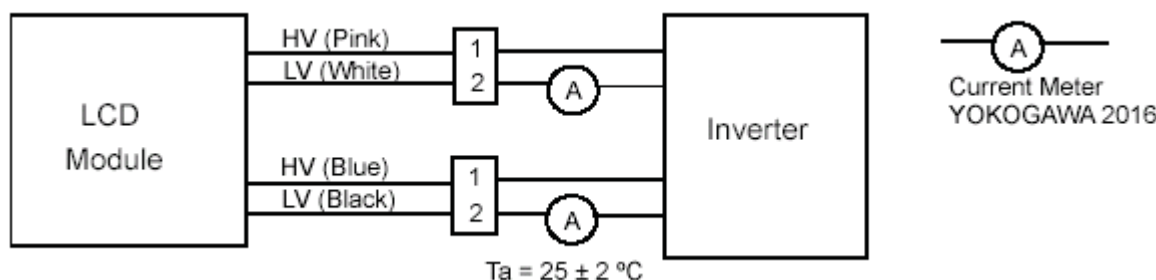 LCD
Module
HV (Pink)
LV (White)
1
2
A
HV (Blue)
LV (Black)
1
2
A
Inverter
A
Current Meter
YOKOGAWA 2016
Ta = 25 ± 2 ºC